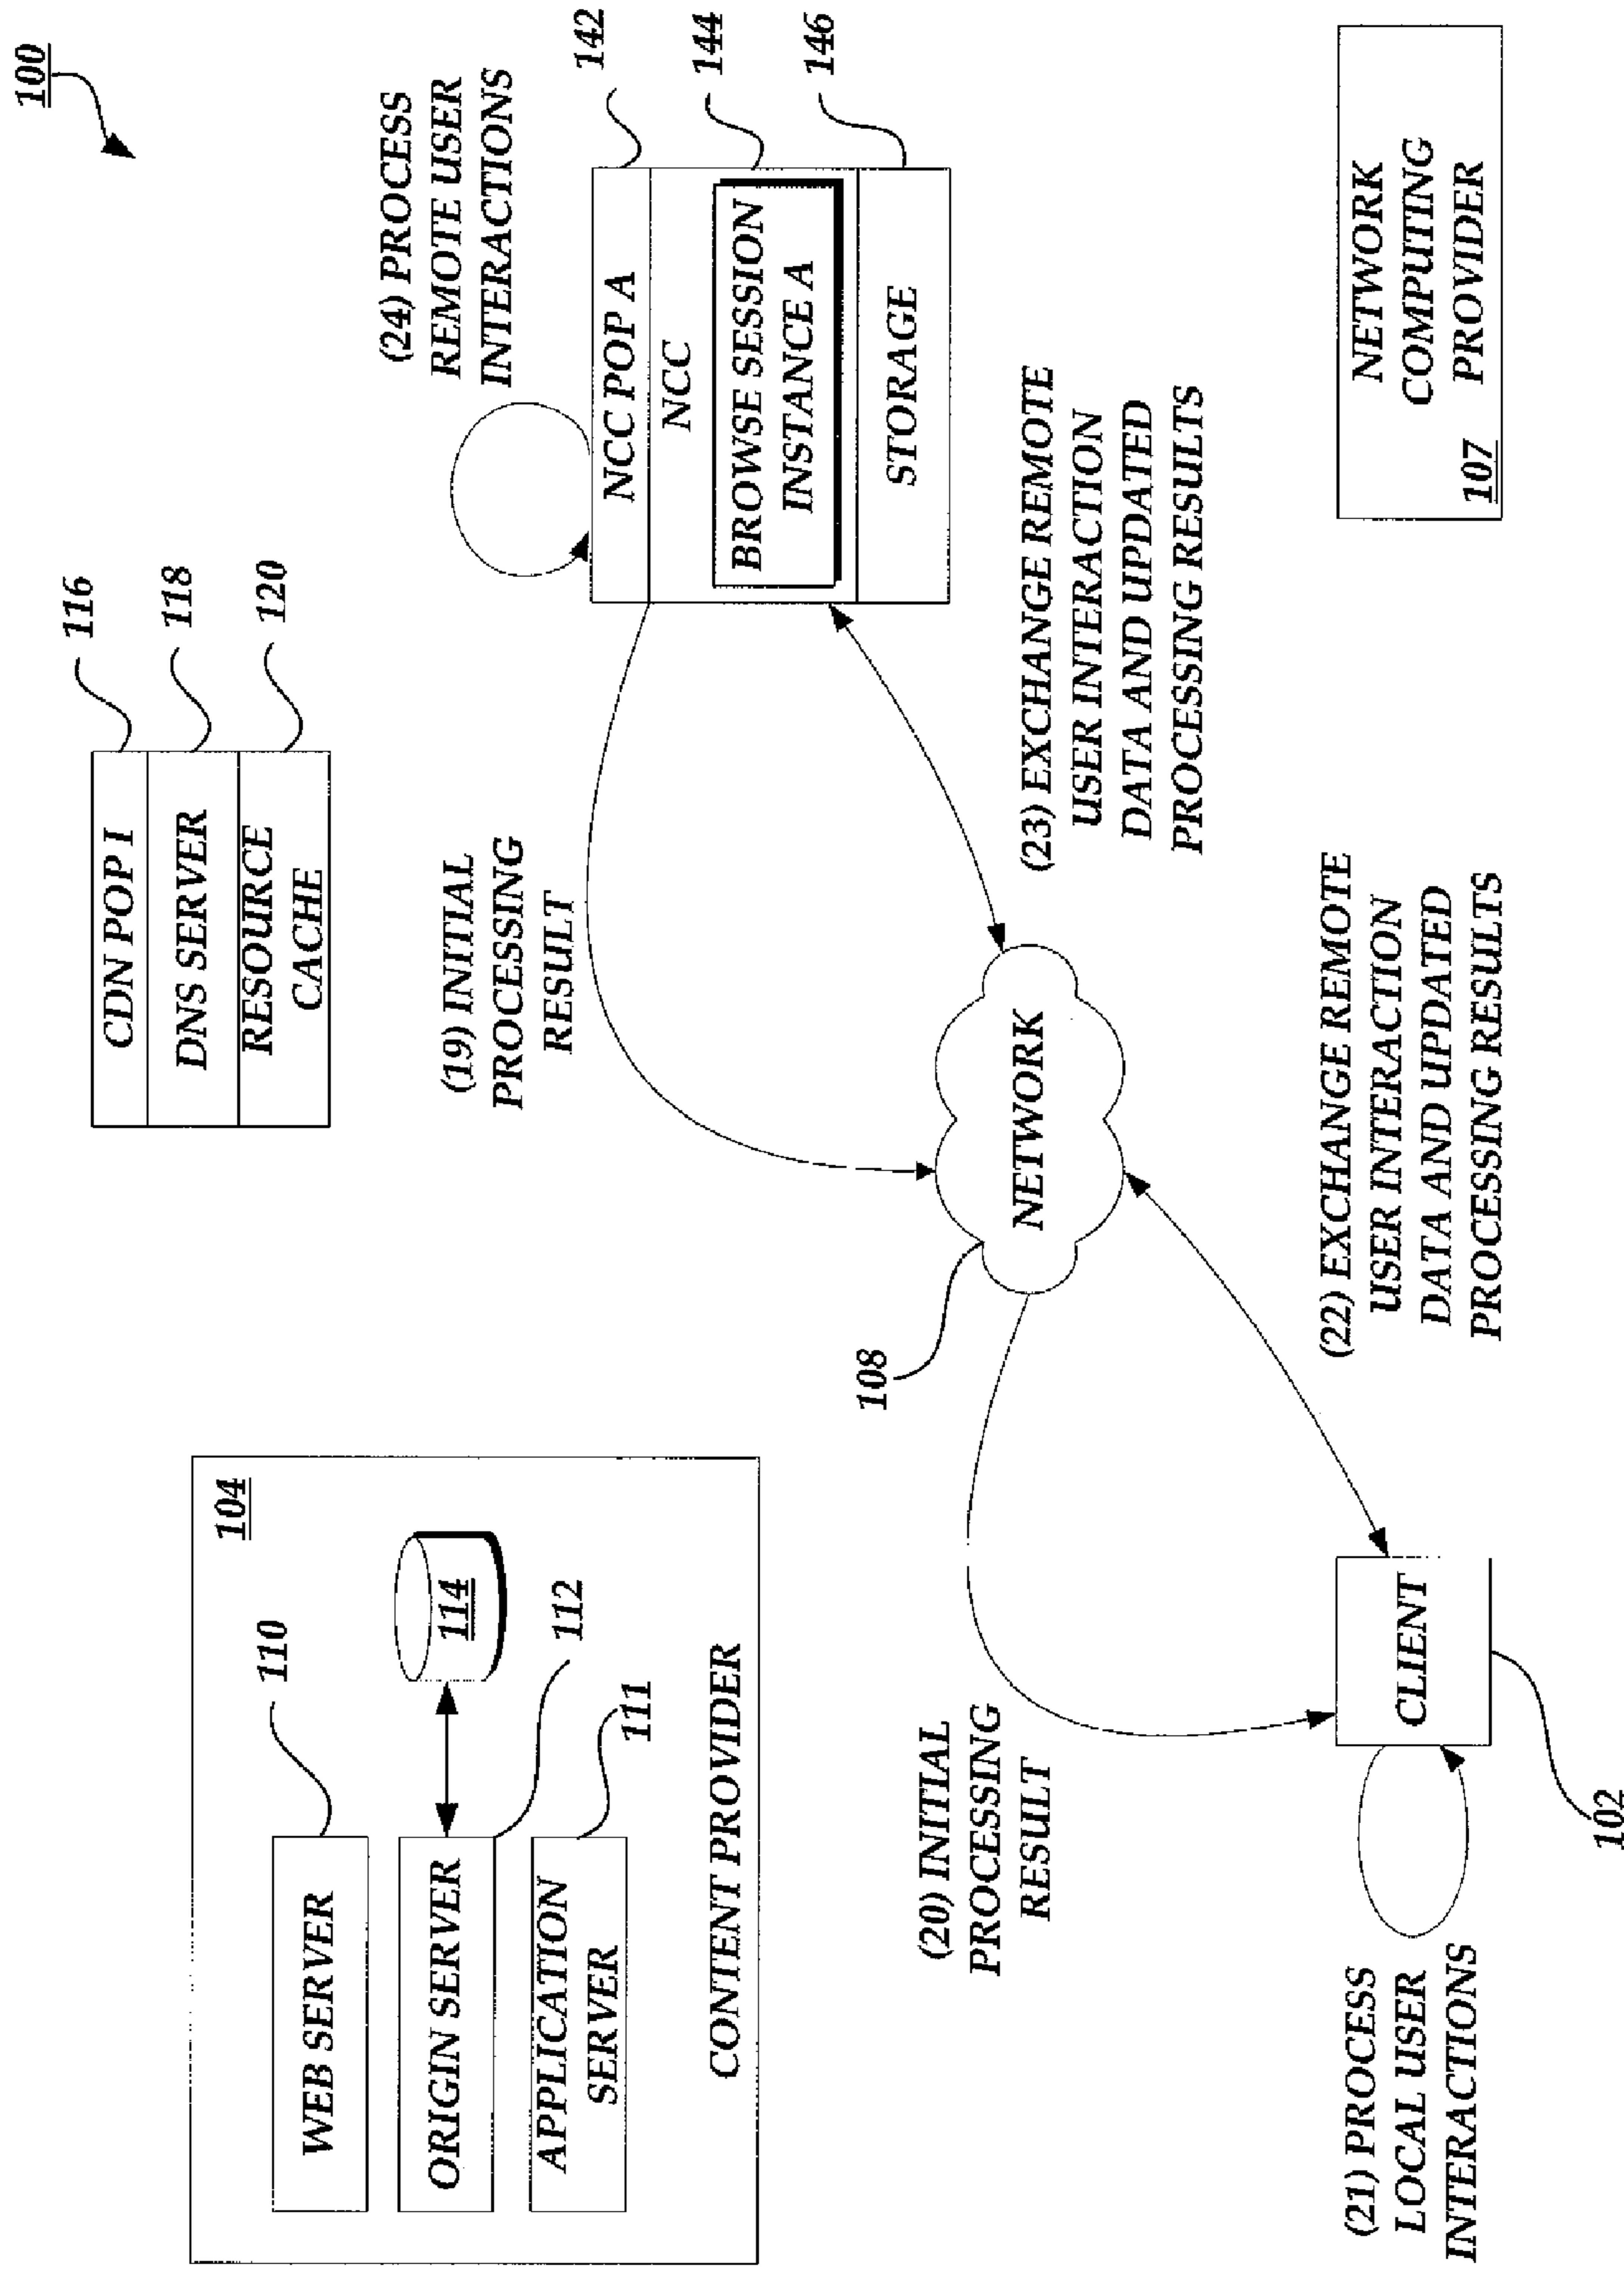 100
104
WEB SERVER
110
ORIGIN SERVER
114
112
APPLICATION
SERVER
111
CONTENT PROVIDER
CDN POP I
116
DNS SERVER
118
RESOURCE
CACHE
120
(24) PROCESS
REMOTE USER
INTERACTIONS
NCC POP A
142
NCC
144
BROWSE SESSION
INSTANCE A
STORAGE
146
(19) INITIAL
PROCESSING
RESULT
NETWORK
108
(20) INITIAL
PROCESSING
RESULT
(23) EXCHANGE REMOTE
USER INTERACTION
DATA AND UPDATED
PROCESSING RESULTS
(21) PROCESS
LOCAL USER
INTERACTIONS
CLIENT
102
(22) EXCHANGE REMOTE
USER INTERACTION
DATA AND UPDATED
PROCESSING RESULTS
NETWORK
COMPUTING
PROVIDER
107